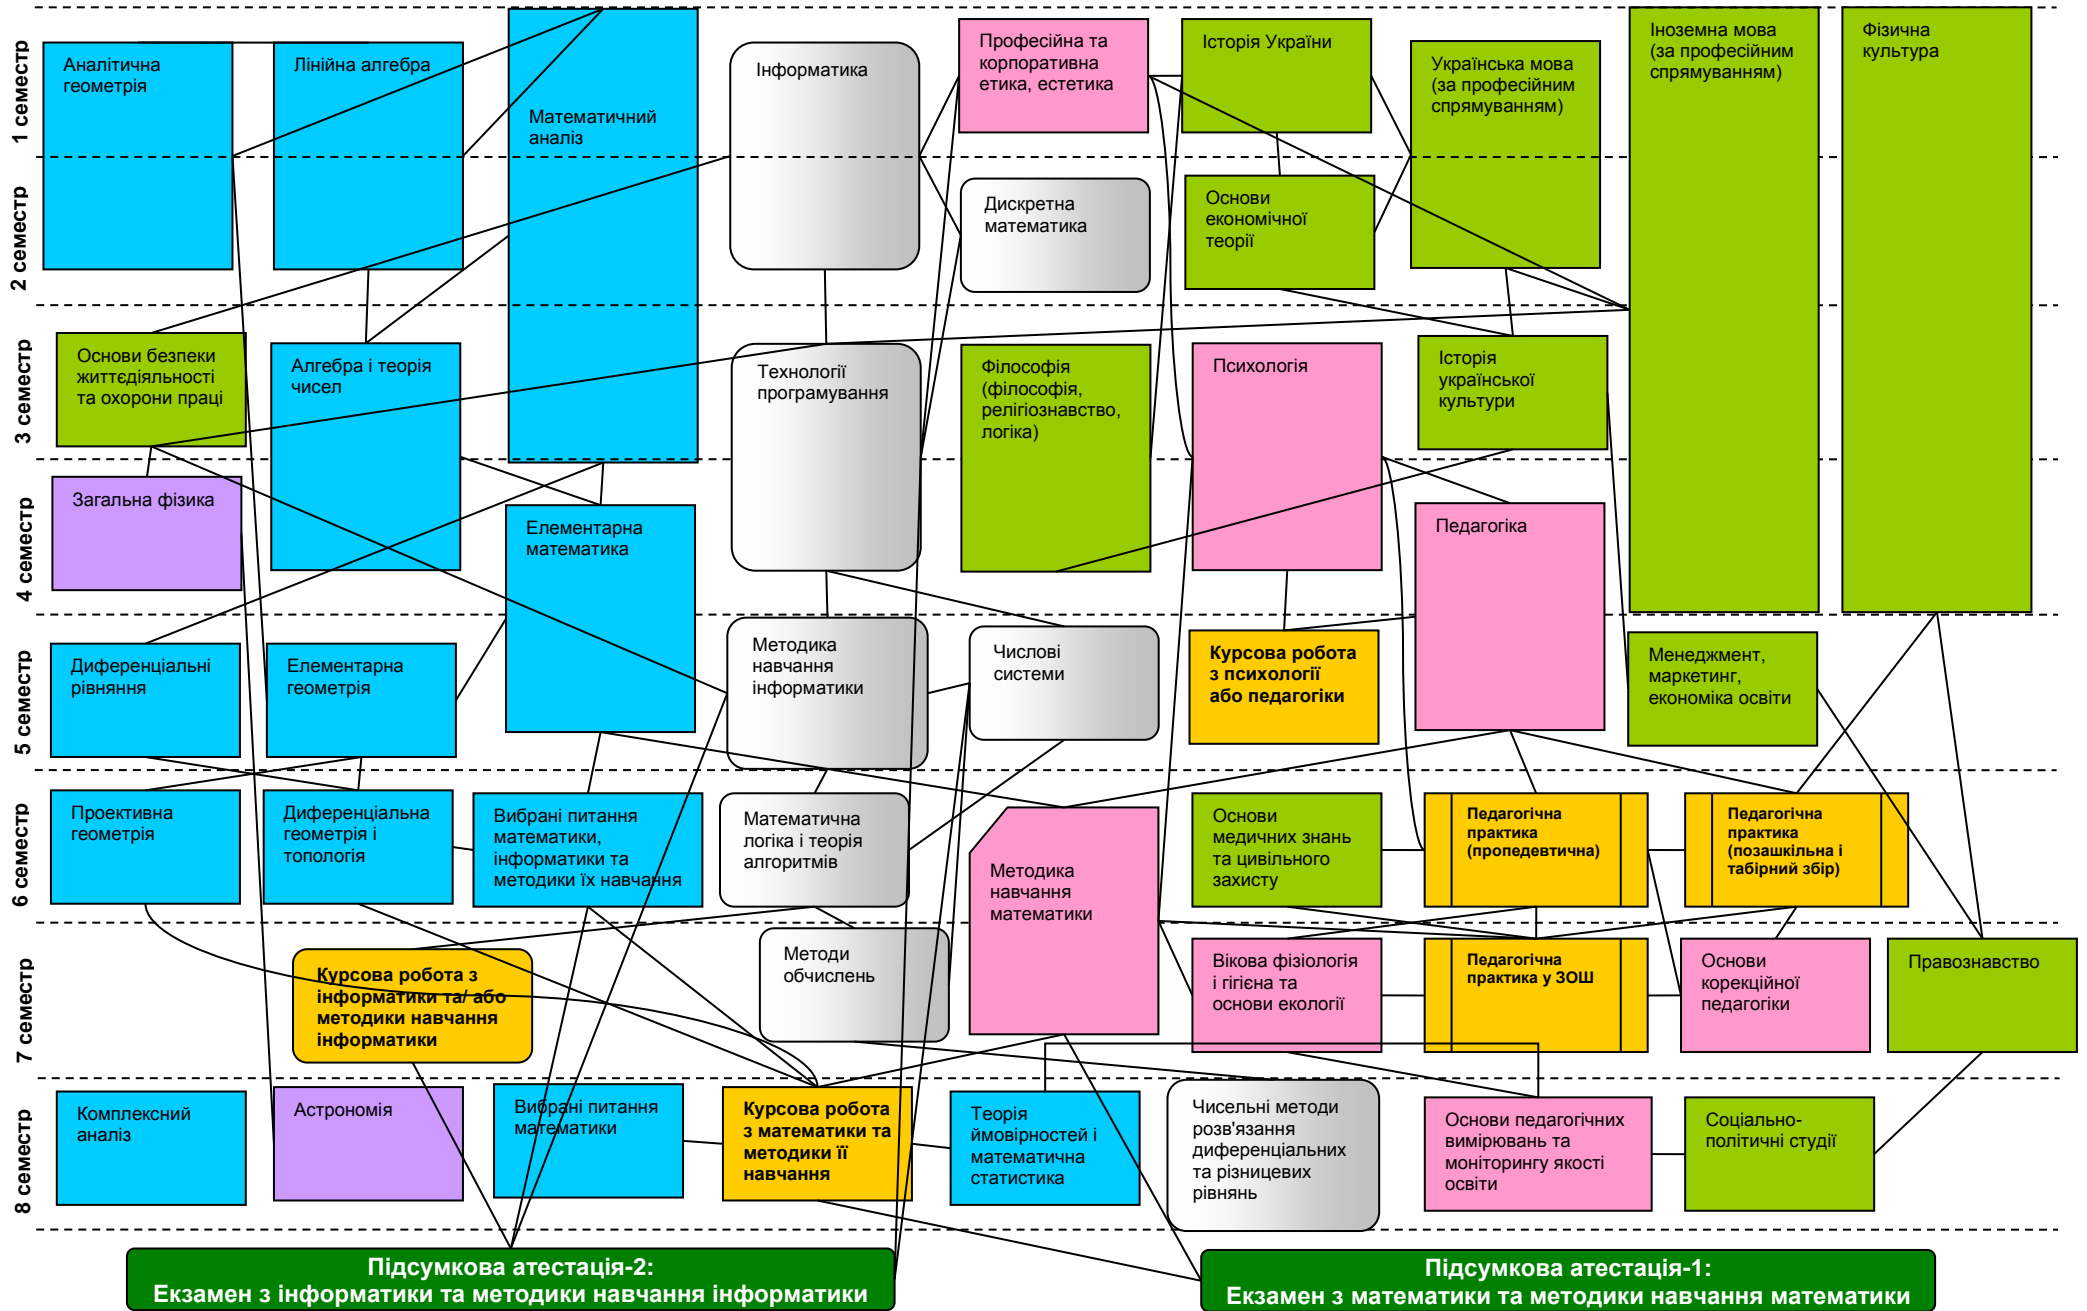 1 семестр
Аналітична
геометрія
Лінійна алгебра
Математичний
аналіз
Інформатика
Професійна та
корпоративна
етика, естетика
Історія України
Українська мова
(за професійним
спрямуванням)
Іноземна мова
(за професійним
спрямуванням)
Фізична
культура
2 семестр
Дискретна
математика
Основи
економічної
теорії
3 семестр
Основи безпеки
життєдіяльності
та охорони праці
Алгебра і теорія
чисел
Технології
програмування
Філософія
(філософія,
релігіознавство,
логіка)
Психологія
Історія
української
культури
4 семестр
Загальна фізика
Елементарна
математика
Педагогіка
5 семестр
Диференціальні
рівняння
Елементарна
геометрія
Методика
навчання
інформатики
Числові
системи
Курсова робота
з психології
або педагогіки
Менеджмент,
маркетинг,
економіка освіти
6 семестр
Проективна
геометрія
Диференціальна
геометрія і
топологія
Вибрані питання
математики,
інформатики та
методики їх навчання
Математична
логіка і теорія
алгоритмів
Методика
навчання
математики
Основи
медичних знань
та цивільного
захисту
Педагогічна
практика
(пропедевтична)
Педагогічна
практика
(позашкільна і
табірний збір)
7 семестр
Курсова робота з
інформатики та/ або
методики навчання
інформатики
Методи
обчислень
Вікова фізіологія
і гігієна та
основи екології
Педагогічна
практика у ЗОШ
Основи
корекційної
педагогіки
Правознавство
8 семестр
Комплексний
аналіз
Астрономія
Вибрані питання
математики
Курсова робота
з математики та
методики її
навчання
Теорія
ймовірностей і
математична
статистика
Чисельні методи
розв'язання
диференціальних
та різницевих
рівнянь
Основи педагогічних
вимірювань та
моніторингу якості
освіти
Соціально-
політичні студії
Підсумкова атестація-2:
Екзамен з інформатики та методики навчання інформатики
Підсумкова атестація-1:
Екзамен з математики та методики навчання математики